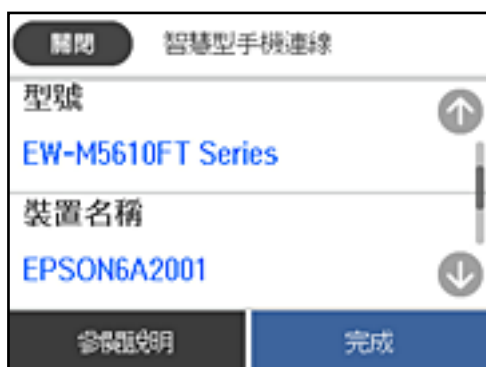 關閉 智慧型手機連線
型號
EW-M5610FT Series
裝置名稱
EPSON6A2001
參閱說明 完成